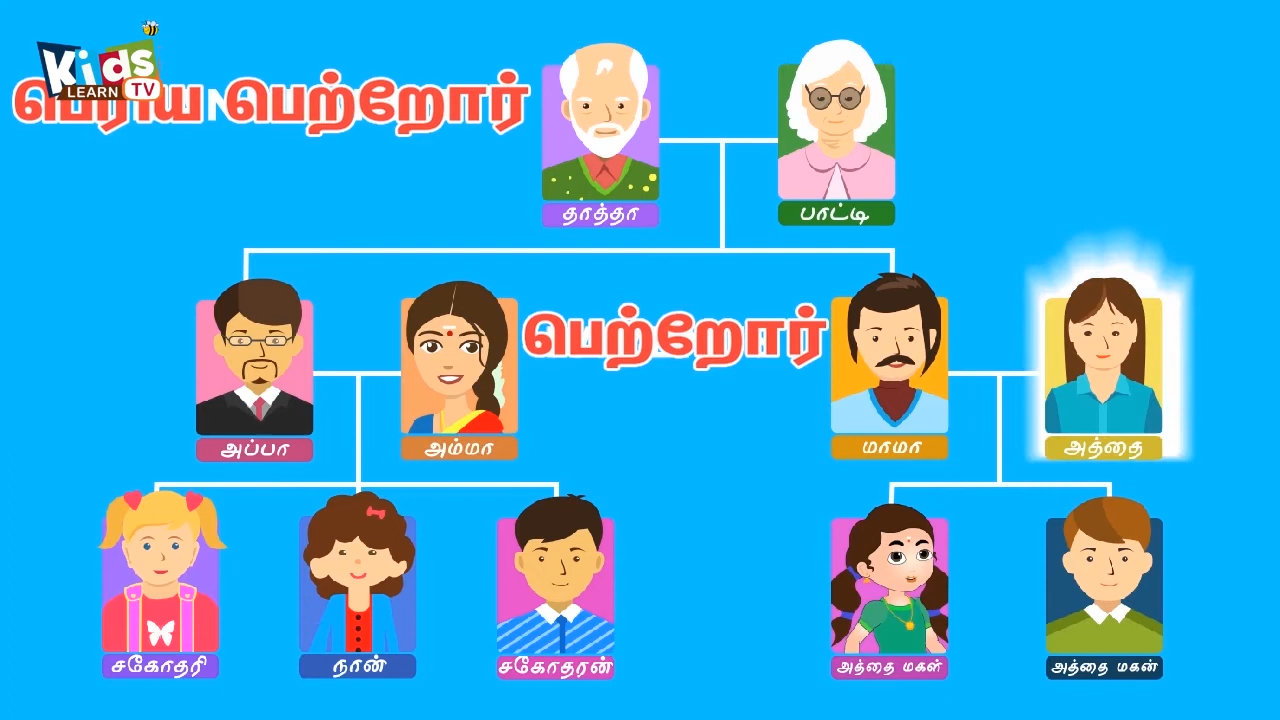 Kids
LEARN TV
பெரிய பெற்றோர்
தாத்தா
பாட்டி
பெற்றோர்
அப்பா
அம்மா
மாமா
அத்தை
சகோதரி
நான்
சகோதரன்
அத்தை மகள்
அத்தை மகன்